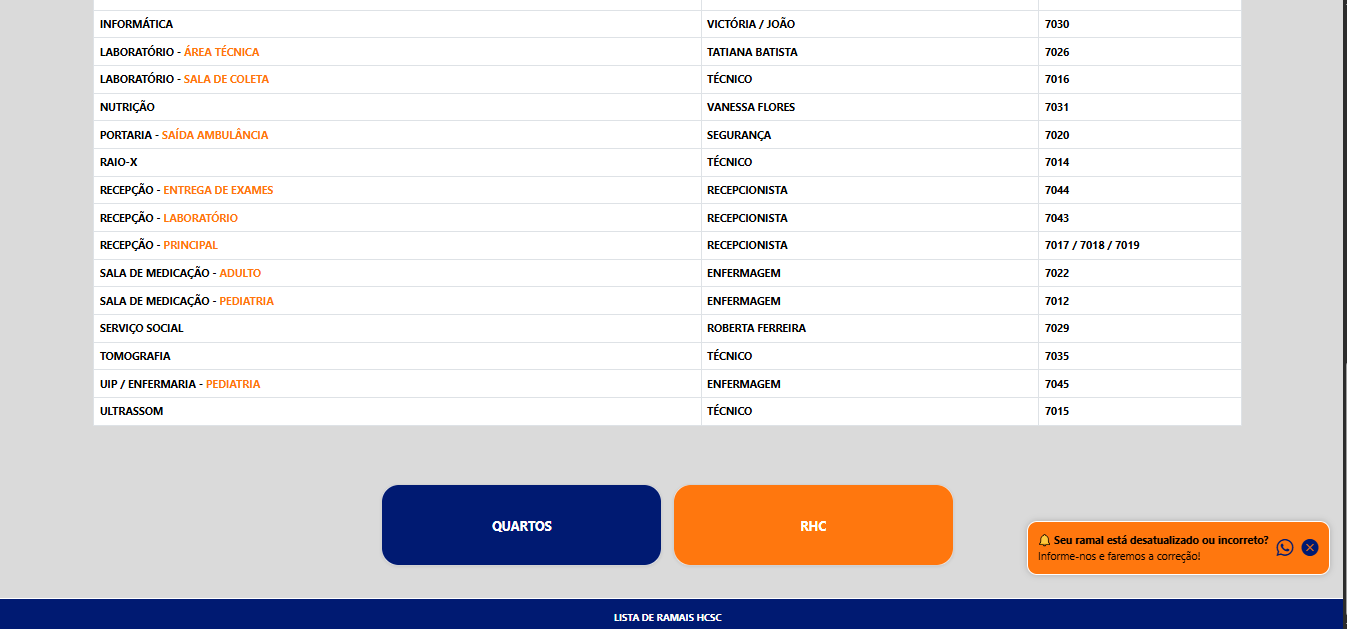 INFORMÁTICA VICTÓRIA / JOÃO 7030
LABORATÓRIO - ÁREA TÉCNICA TATIANA BATISTA 7026
LABORATÓRIO - SALA DE COLETA TÉCNICO 7016
NUTRIÇÃO VANESSA FLORES 7031
PORTARIA - SAÍDA AMBULÂNCIA SEGURANÇA 7020
RAIO-X TÉCNICO 7014
RECEPÇÃO - ENTREGA DE EXAMES RECEPCIONISTA 7044
RECEPÇÃO - LABORATÓRIO RECEPCIONISTA 7043
RECEPÇÃO - PRINCIPAL RECEPCIONISTA 7017 / 7018 / 7019
SALA DE MEDICAÇÃO - ADULTO ENFERMAGEM 7022
SALA DE MEDICAÇÃO - PEDIATRIA ENFERMAGEM 7012
SERVIÇO SOCIAL ROBERTA FERREIRA 7029
TOMOGRAFIA TÉCNICO 7035
UIP / ENFERMARIA - PEDIATRIA ENFERMAGEM 7045
ULTRASSOM TÉCNICO 7015
QUARTOS RHC
Seu ramal está desatualizado ou incorreto?
Informe-nos e faremos a correção!
LISTA DE RAMAIS HCSC